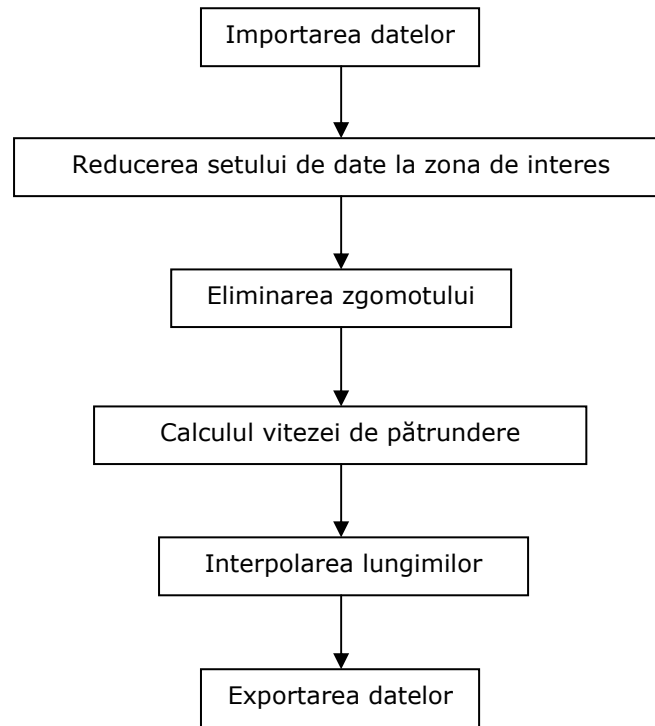 Importarea datelor
Reducerea setului de date la zona de interes
Eliminarea zgomotului
Calculul vitezei de pătrundere
Interpolarea lungimilor
Exportarea datelor